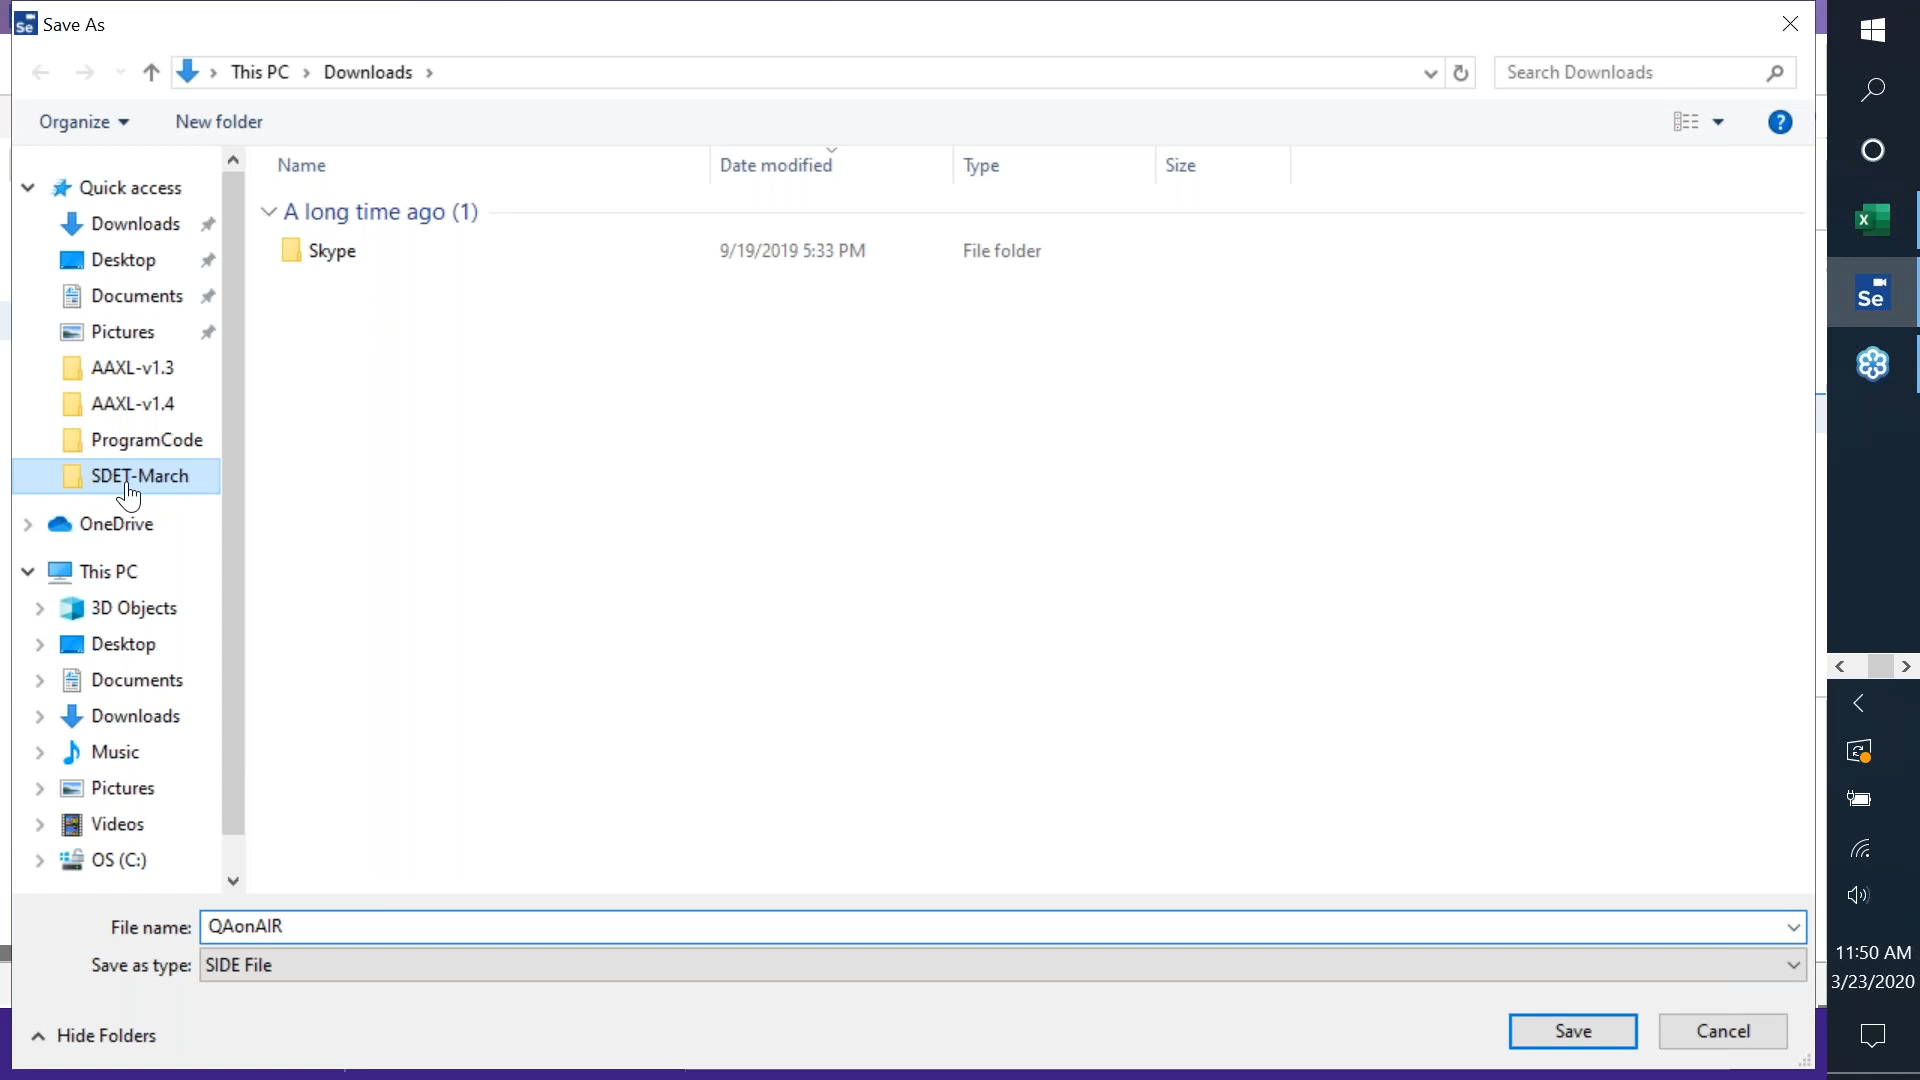 Se Save As
This PC > Downloads >
Search Downloads
Organize
New folder
?
Name
Date modified
Type
Size
Quick access
Downloads
Desktop
Documents
Pictures
AAXL-v1.3
AAXL-v1.4
ProgramCode
SDET-March
OneDrive
This PC
3D Objects
Desktop
Documents
Downloads
Music
Pictures
Videos
OS (C:)
A long time ago (1)
Skype
9/19/2019 5:33 PM
File folder
File name: QAonAIR
Save as type: SIDE File
Hide Folders
Save
Cancel
X
Se
11:50 AM
3/23/2020